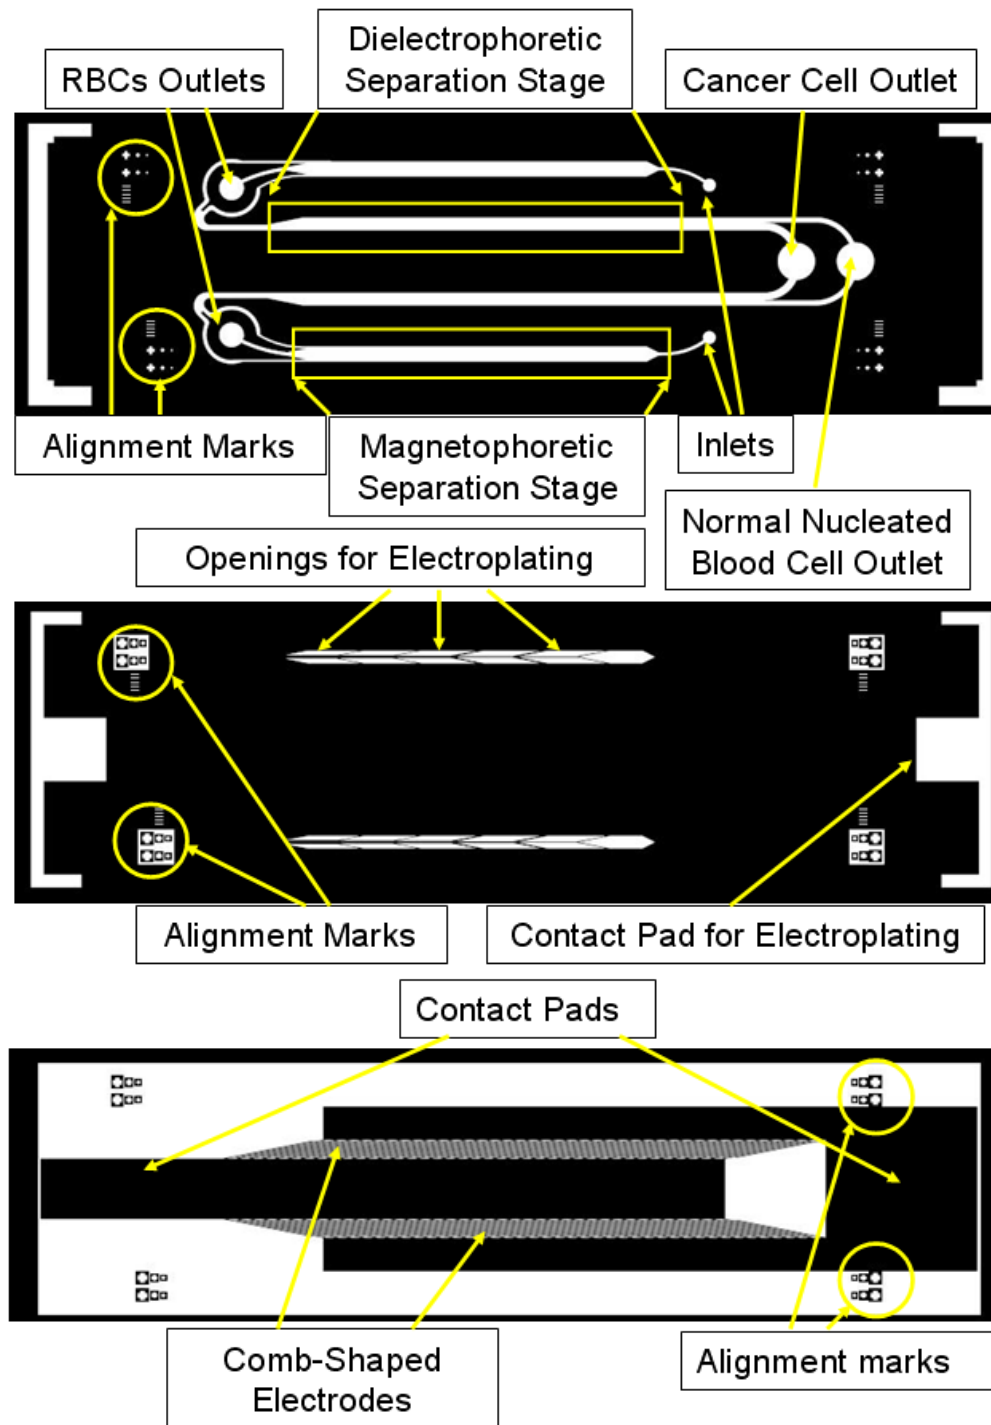 Dielectrophoretic
Separation Stage
RBCs Outlets
Cancer Cell Outlet
Alignment Marks
Magnetophoretic
Separation Stage
Inlets
Normal Nucleated
Blood Cell Outlet
Openings for Electroplating
Alignment Marks
Contact Pad for Electroplating
Contact Pads
Comb-Shaped
Electrodes
Alignment marks